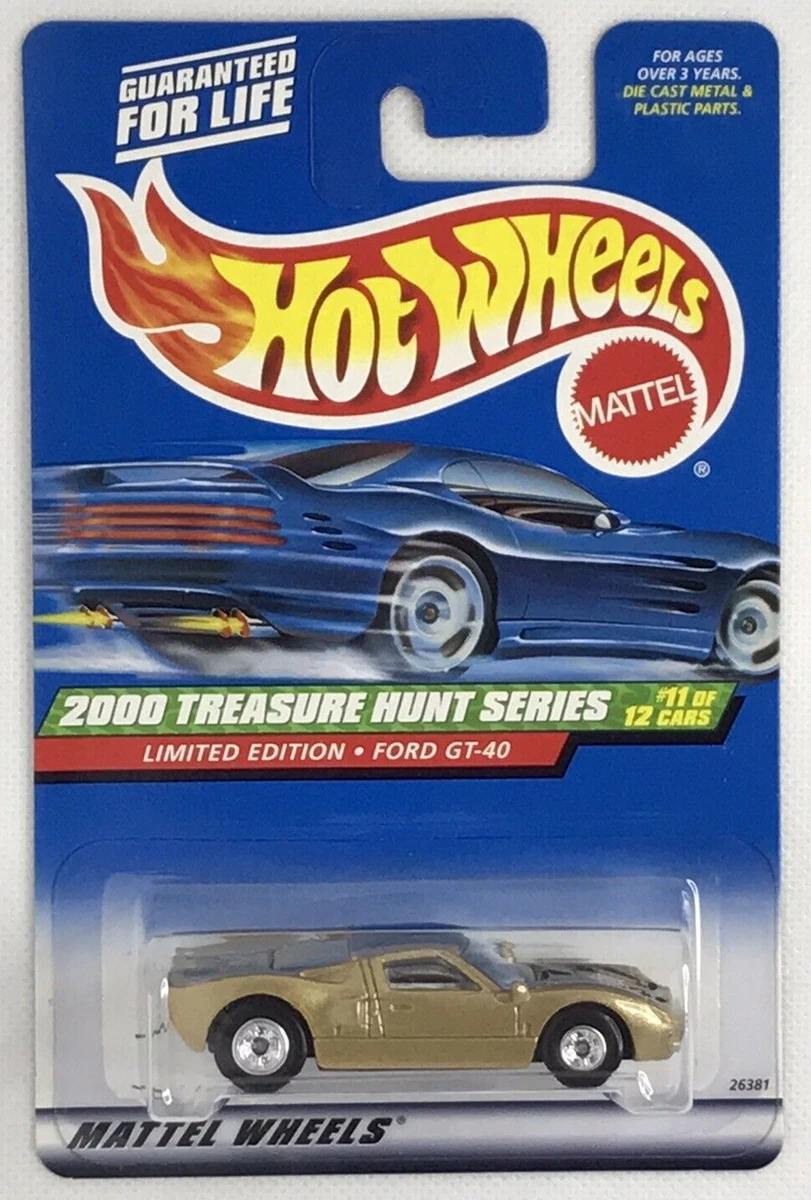 GUARANTEED
FOR LIFE
FOR AGES
OVER 3 YEARS.
DIE CAST METAL &
PLASTIC PARTS.
HOT WHEELS
MATTEL
®
2000 TREASURE HUNT SERIES
#11 OF
12 CARS
LIMITED EDITION • FORD GT-40
26381
MATTEL WHEELS®